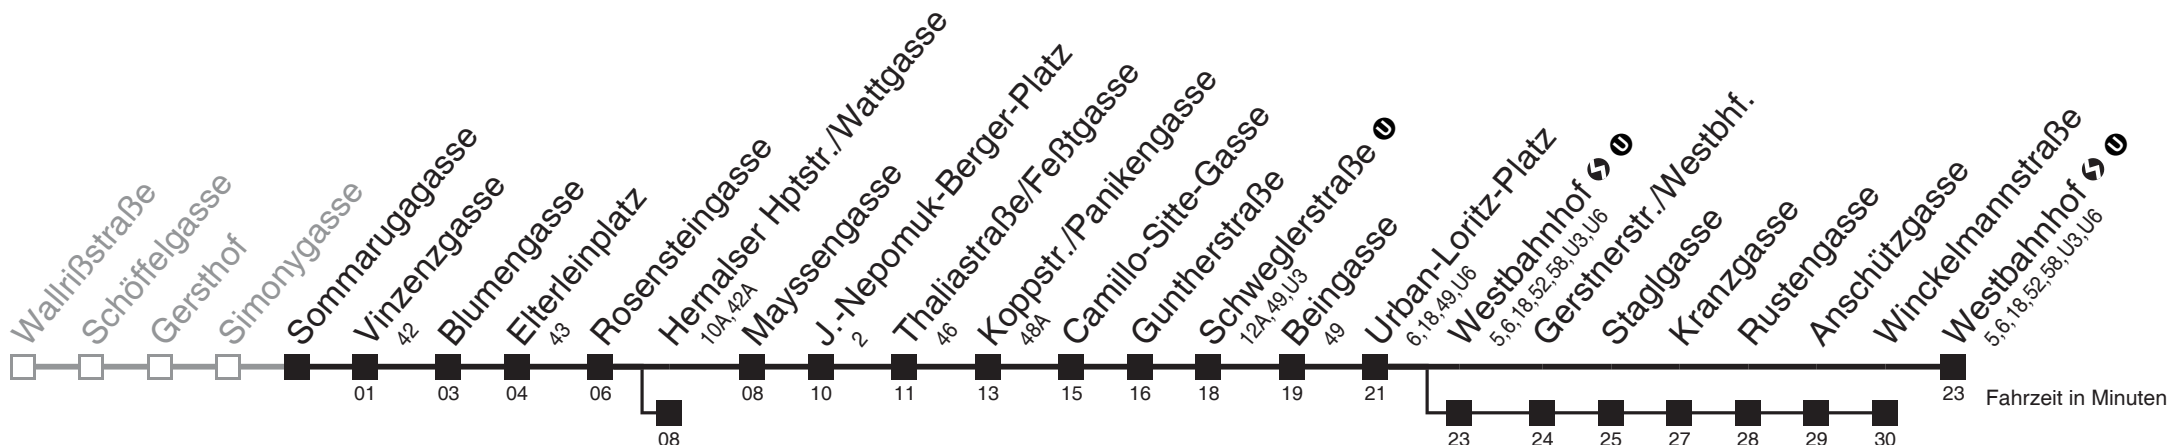 Wallrißstraße
Schöffelgasse
Gersthof
Simonygasse
Sommarugagasse
Vinzenzgasse
42
Blumengasse
Elterleinplatz
43
Rosensteingasse
Hernalser Hptstr./Wattgasse
10A, 42A
Mayssengasse
J.-Nepomuk-Berger-Platz
2
Thaliastraße/Feßtgasse
46
Koppstr./Panikengasse
48A
Camillo-Sitte-Gasse
Guntherstraße
Schweglerstraße U
12A, 49, U3
Beingasse
49
Urban-Loritz-Platz
6, 18, 49, U6
Westbahnhof U
5, 6, 18, 52, 58, U3, U6
Gerstnerstr./Westbhf.
Staglgasse
Kranzgasse
Rustengasse
Anschützgasse
Winckelmannstraße
Westbahnhof U
5, 6, 18, 52, 58, U3, U6
01 03 04 06 08 10 11 13 15 16 18 19 21 23 Fahrzeit in Minuten
08 23 24 25 27 28 29 30